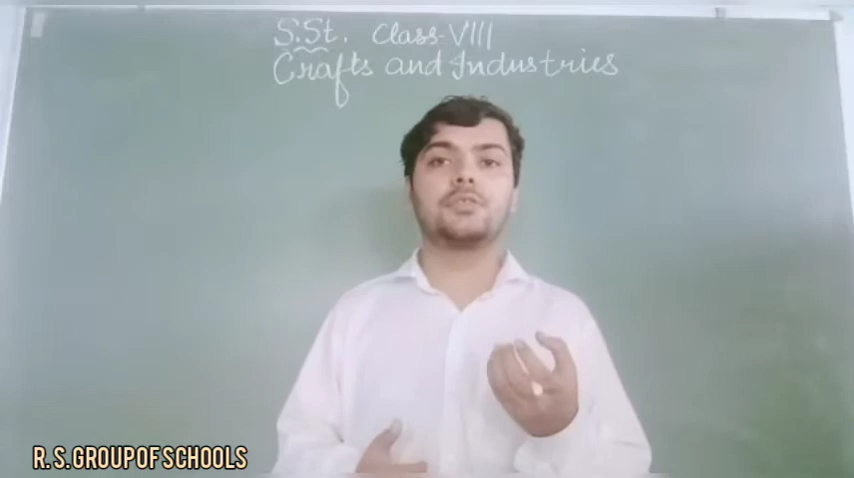 S.St. Class-VIII
Crafts and Industries
R. S. GROUP OF SCHOOLS